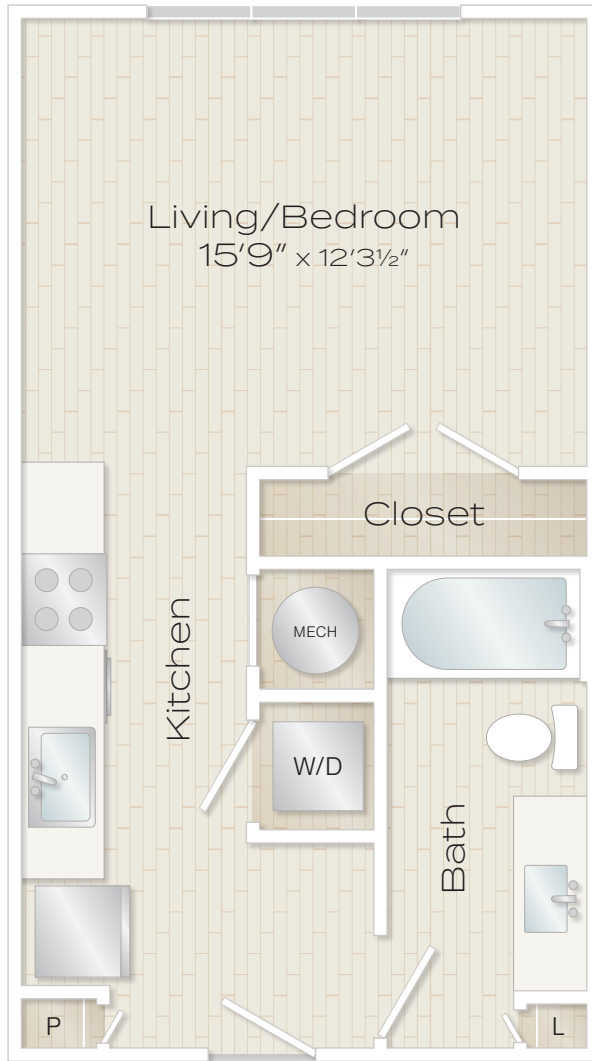 Living/Bedroom
15'9" x 12'3½"
Closet
MECH
Kitchen
W/D
Bath
P
L